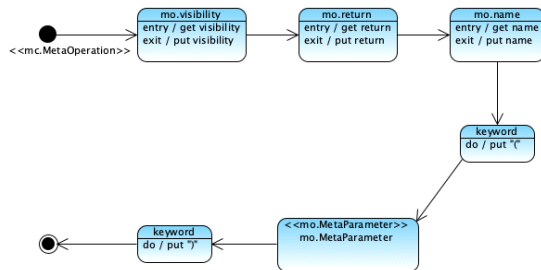 mo.visibility
entry / get visibility
exit / put visibility
mo.return
entry / get return
exit / put return
mo.name
entry / get name
exit / put name
<<mc.MetaOperation>>
keyword
do / put "("
<<mo.MetaParameter>>
mo.MetaParameter
keyword
do / put ")"